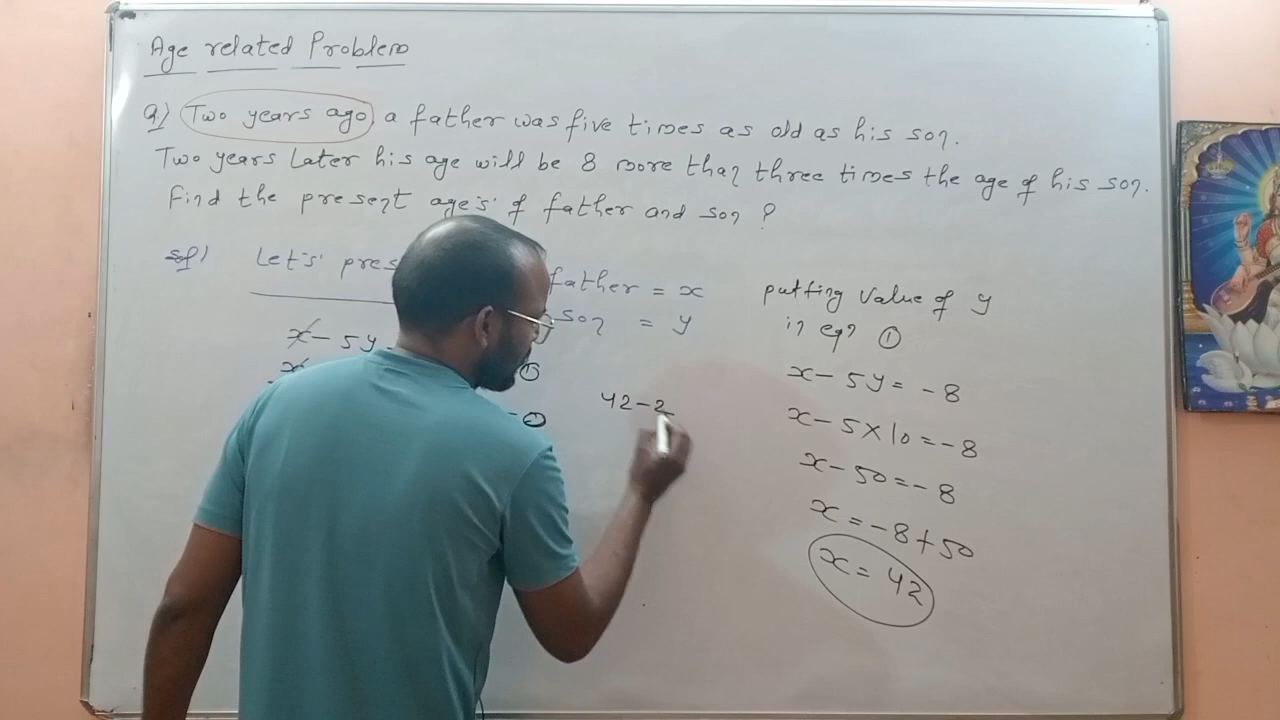 Age related Problem
Q) Two years ago, a father was five times as old as his son.
Two years Later his age will be 8 more than three times the age of his son.
Find the present age's of father and son ?
Sol) Let's pres father = x
son = y
x - 5y
x ①
②
42-2
putting Value of y
in eqn ①
x - 5y = -8
x - 5×10 = -8
x - 50 = -8
x = -8+50
x = 42